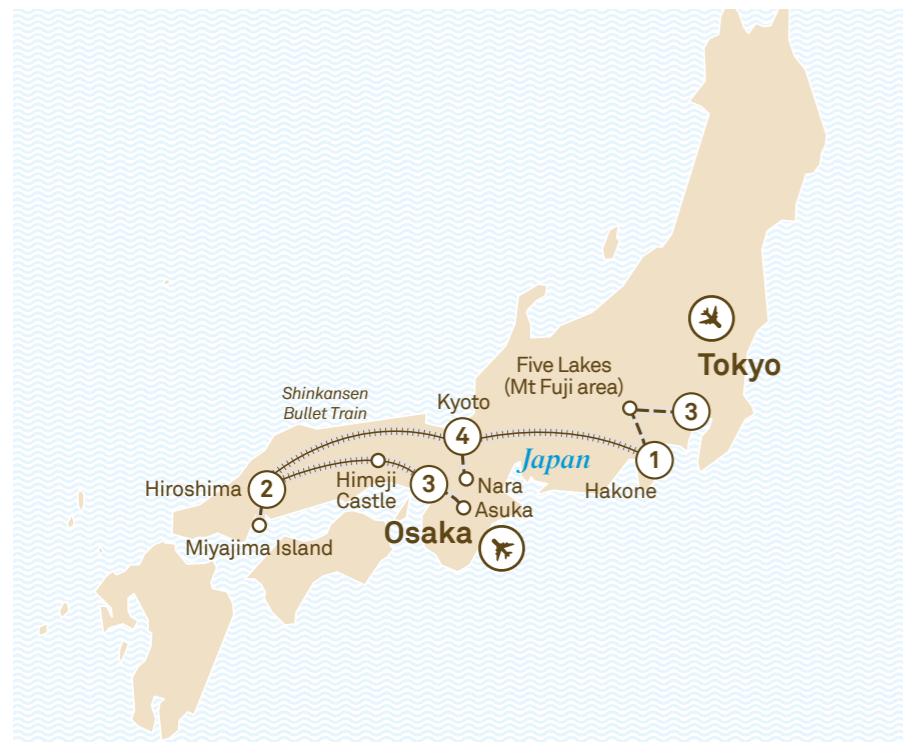 Tokyo
Five Lakes
(Mt Fuji area)
3
Shinkansen
Bullet Train
Kyoto
4
1
Japan
Hakone
Hiroshima
2
Himeji
Castle
3
Nara
Asuka
Osaka
Miyajima Island